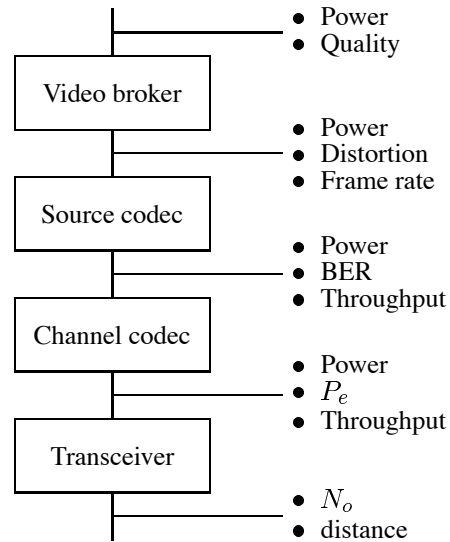 • Power
• Quality
Video broker
• Power
• Distortion
• Frame rate
Source codec
• Power
• BER
• Throughput
Channel codec
• Power
• Pₑ
• Throughput
Transceiver
• Nₒ
• distance